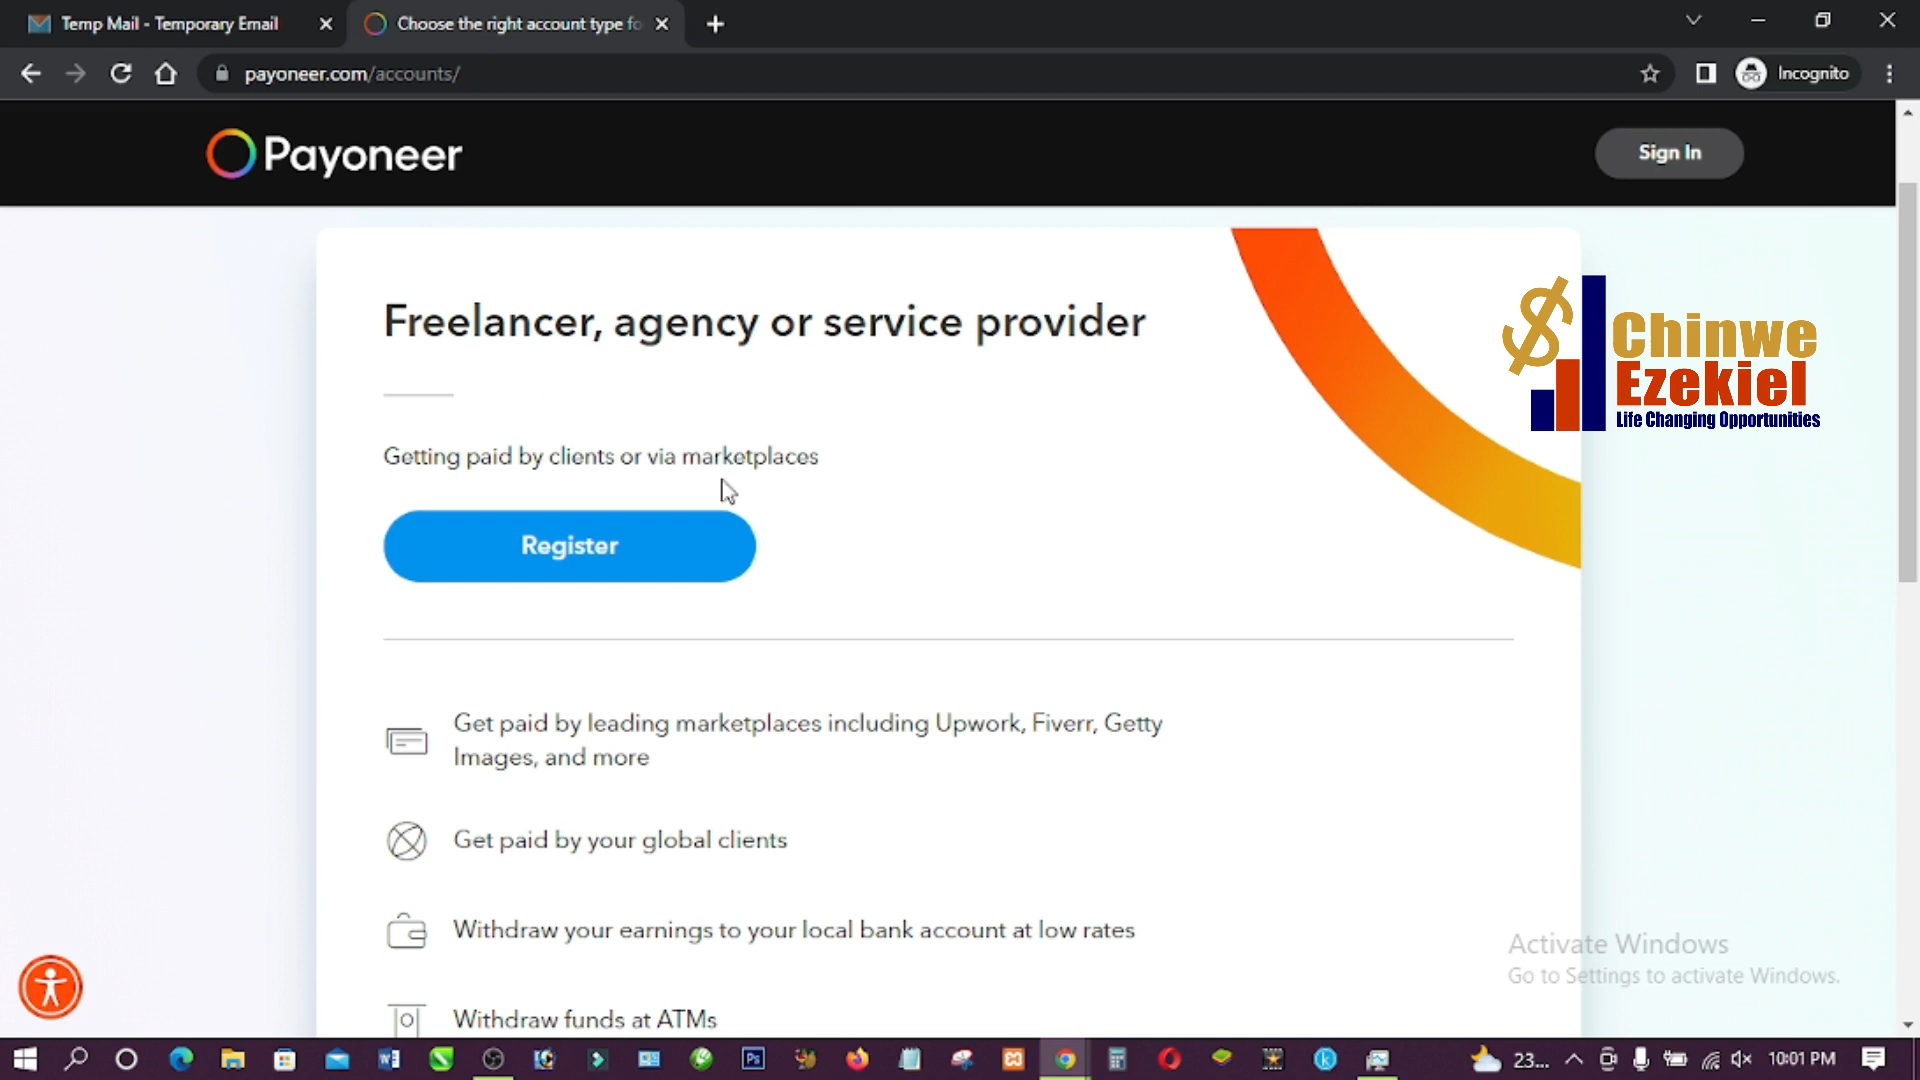 Temp Mail - Temporary Email
Choose the right account type fo
payoneer.com/accounts/
Incognito
Payoneer
Sign In
Freelancer, agency or service provider
Chinwe
Ezekiel
Life Changing Opportunities
Getting paid by clients or via marketplaces
Register
Get paid by leading marketplaces including Upwork, Fiverr, Getty
Images, and more
Get paid by your global clients
Withdraw your earnings to your local bank account at low rates
Activate Windows
Go to Settings to activate Windows.
Withdraw funds at ATMs
Ps
23...
10:01 PM